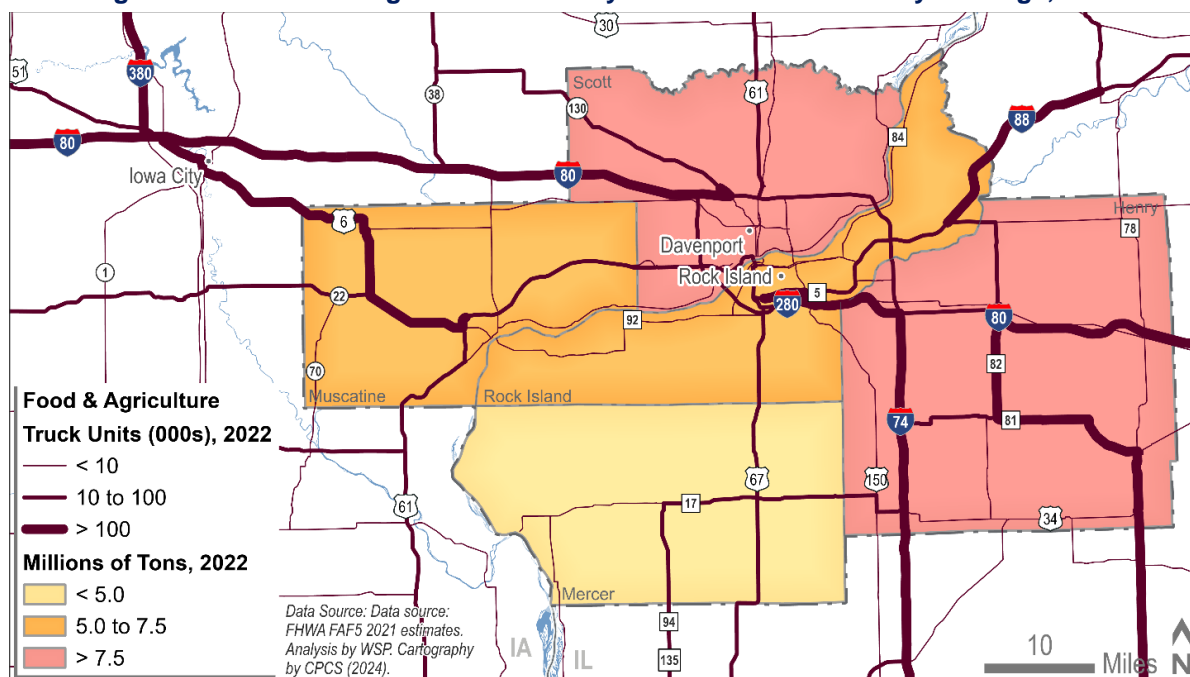 30
51
380
Scott
38
130
61
88
84
80
Iowa City
80
6
Henry
78
Davenport
Rock Island
1
22
280
5
92
80
82
70
Muscatine
Rock Island
74
81
Food & Agriculture
Truck Units (000s), 2022
< 10
10 to 100
> 100
Millions of Tons, 2022
< 5.0
5.0 to 7.5
> 7.5
61
67
150
17
34
Mercer
Data Source: Data source:
FHWA FAF5 2021 estimates.
Analysis by WSP. Cartography
by CPCS (2024).
94
135
IA
IL
10
Miles
N